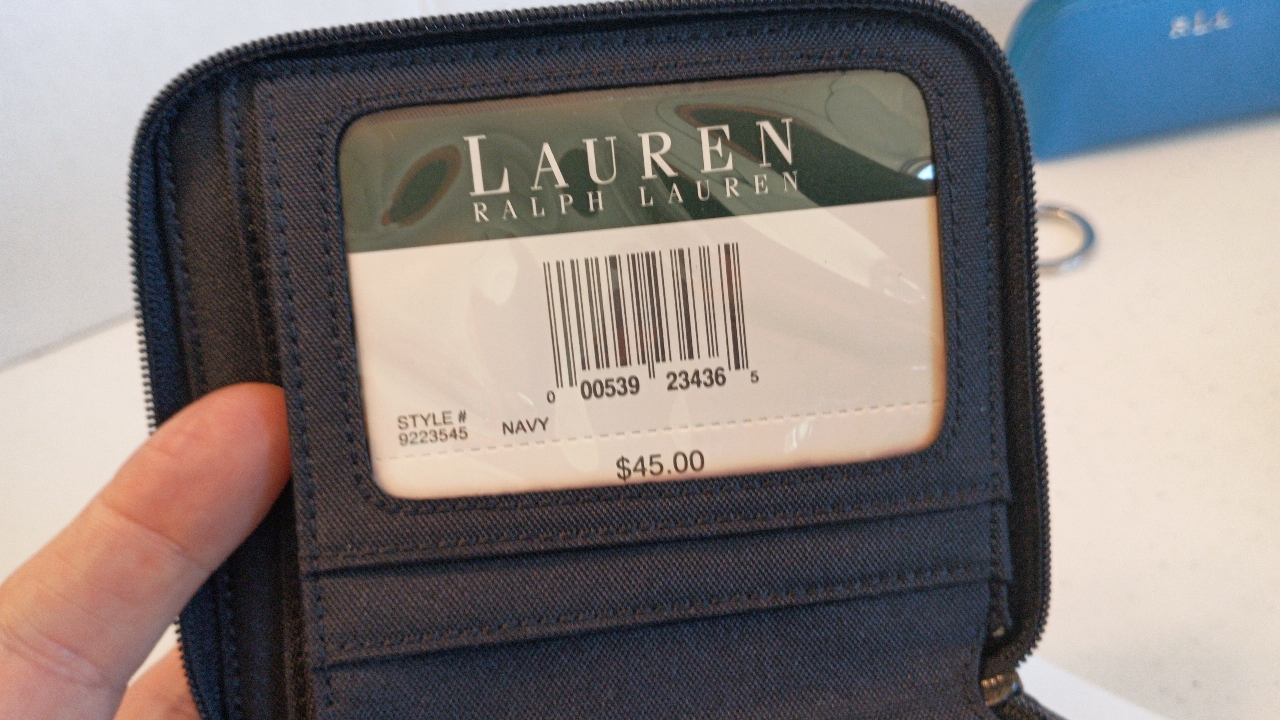 LAUREN
RALPH LAUREN
0 00539 23436 5
STYLE #
9223545 NAVY
$45.00